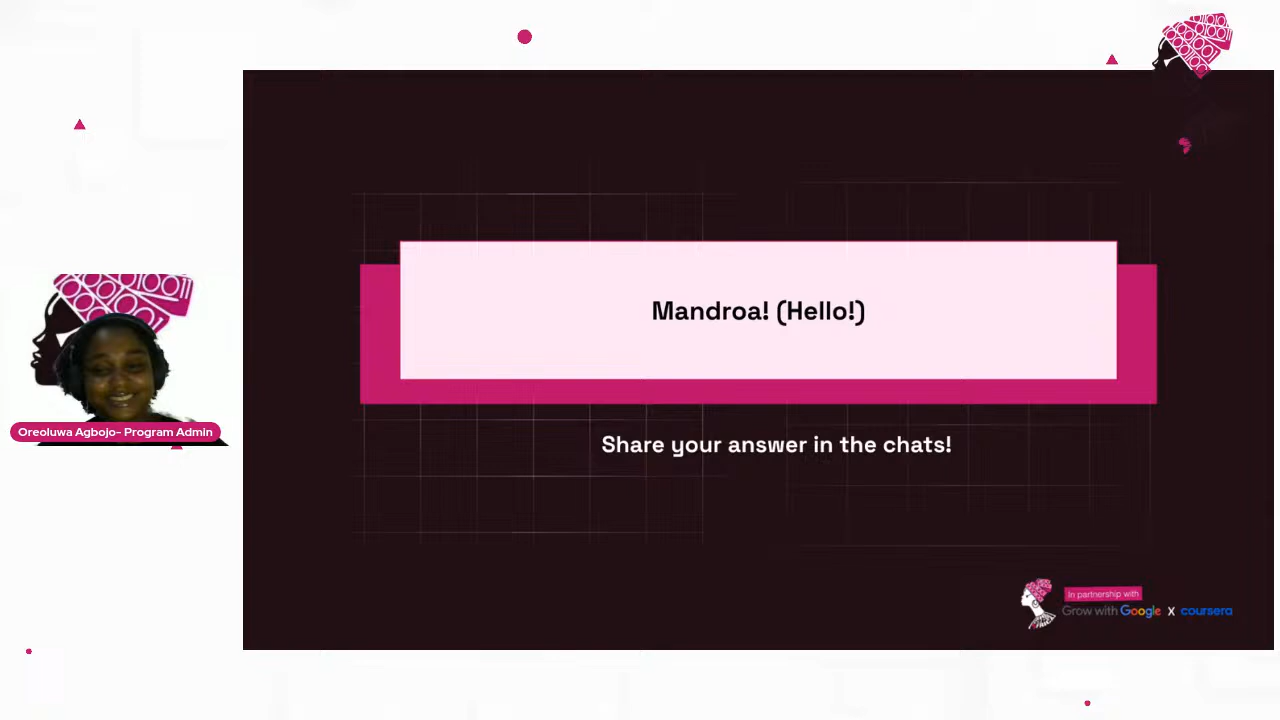 Mandroa! (Hello!)
Oreoluwa Agbojo- Program Admin
Share your answer in the chats!
In partnership with
Grow with Google X coursera